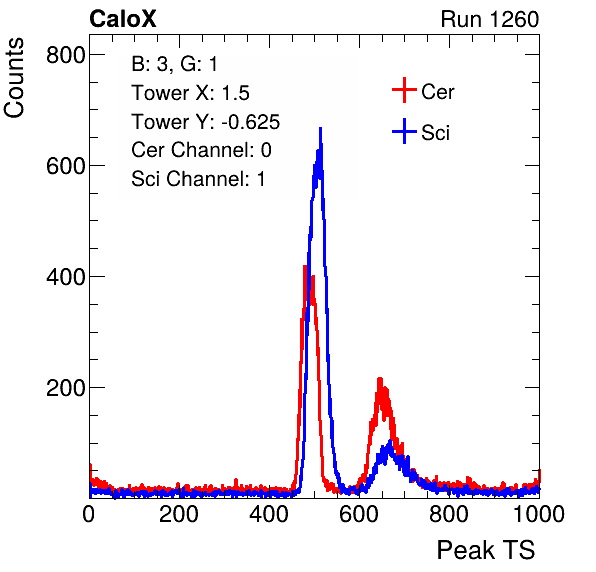 CaloX Run 1260
Counts
800
600
400
200
B: 3, G: 1
Tower X: 1.5
Tower Y: -0.625
Cer Channel: 0
Sci Channel: 1
Cer
Sci
0 200 400 600 800 1000
Peak TS